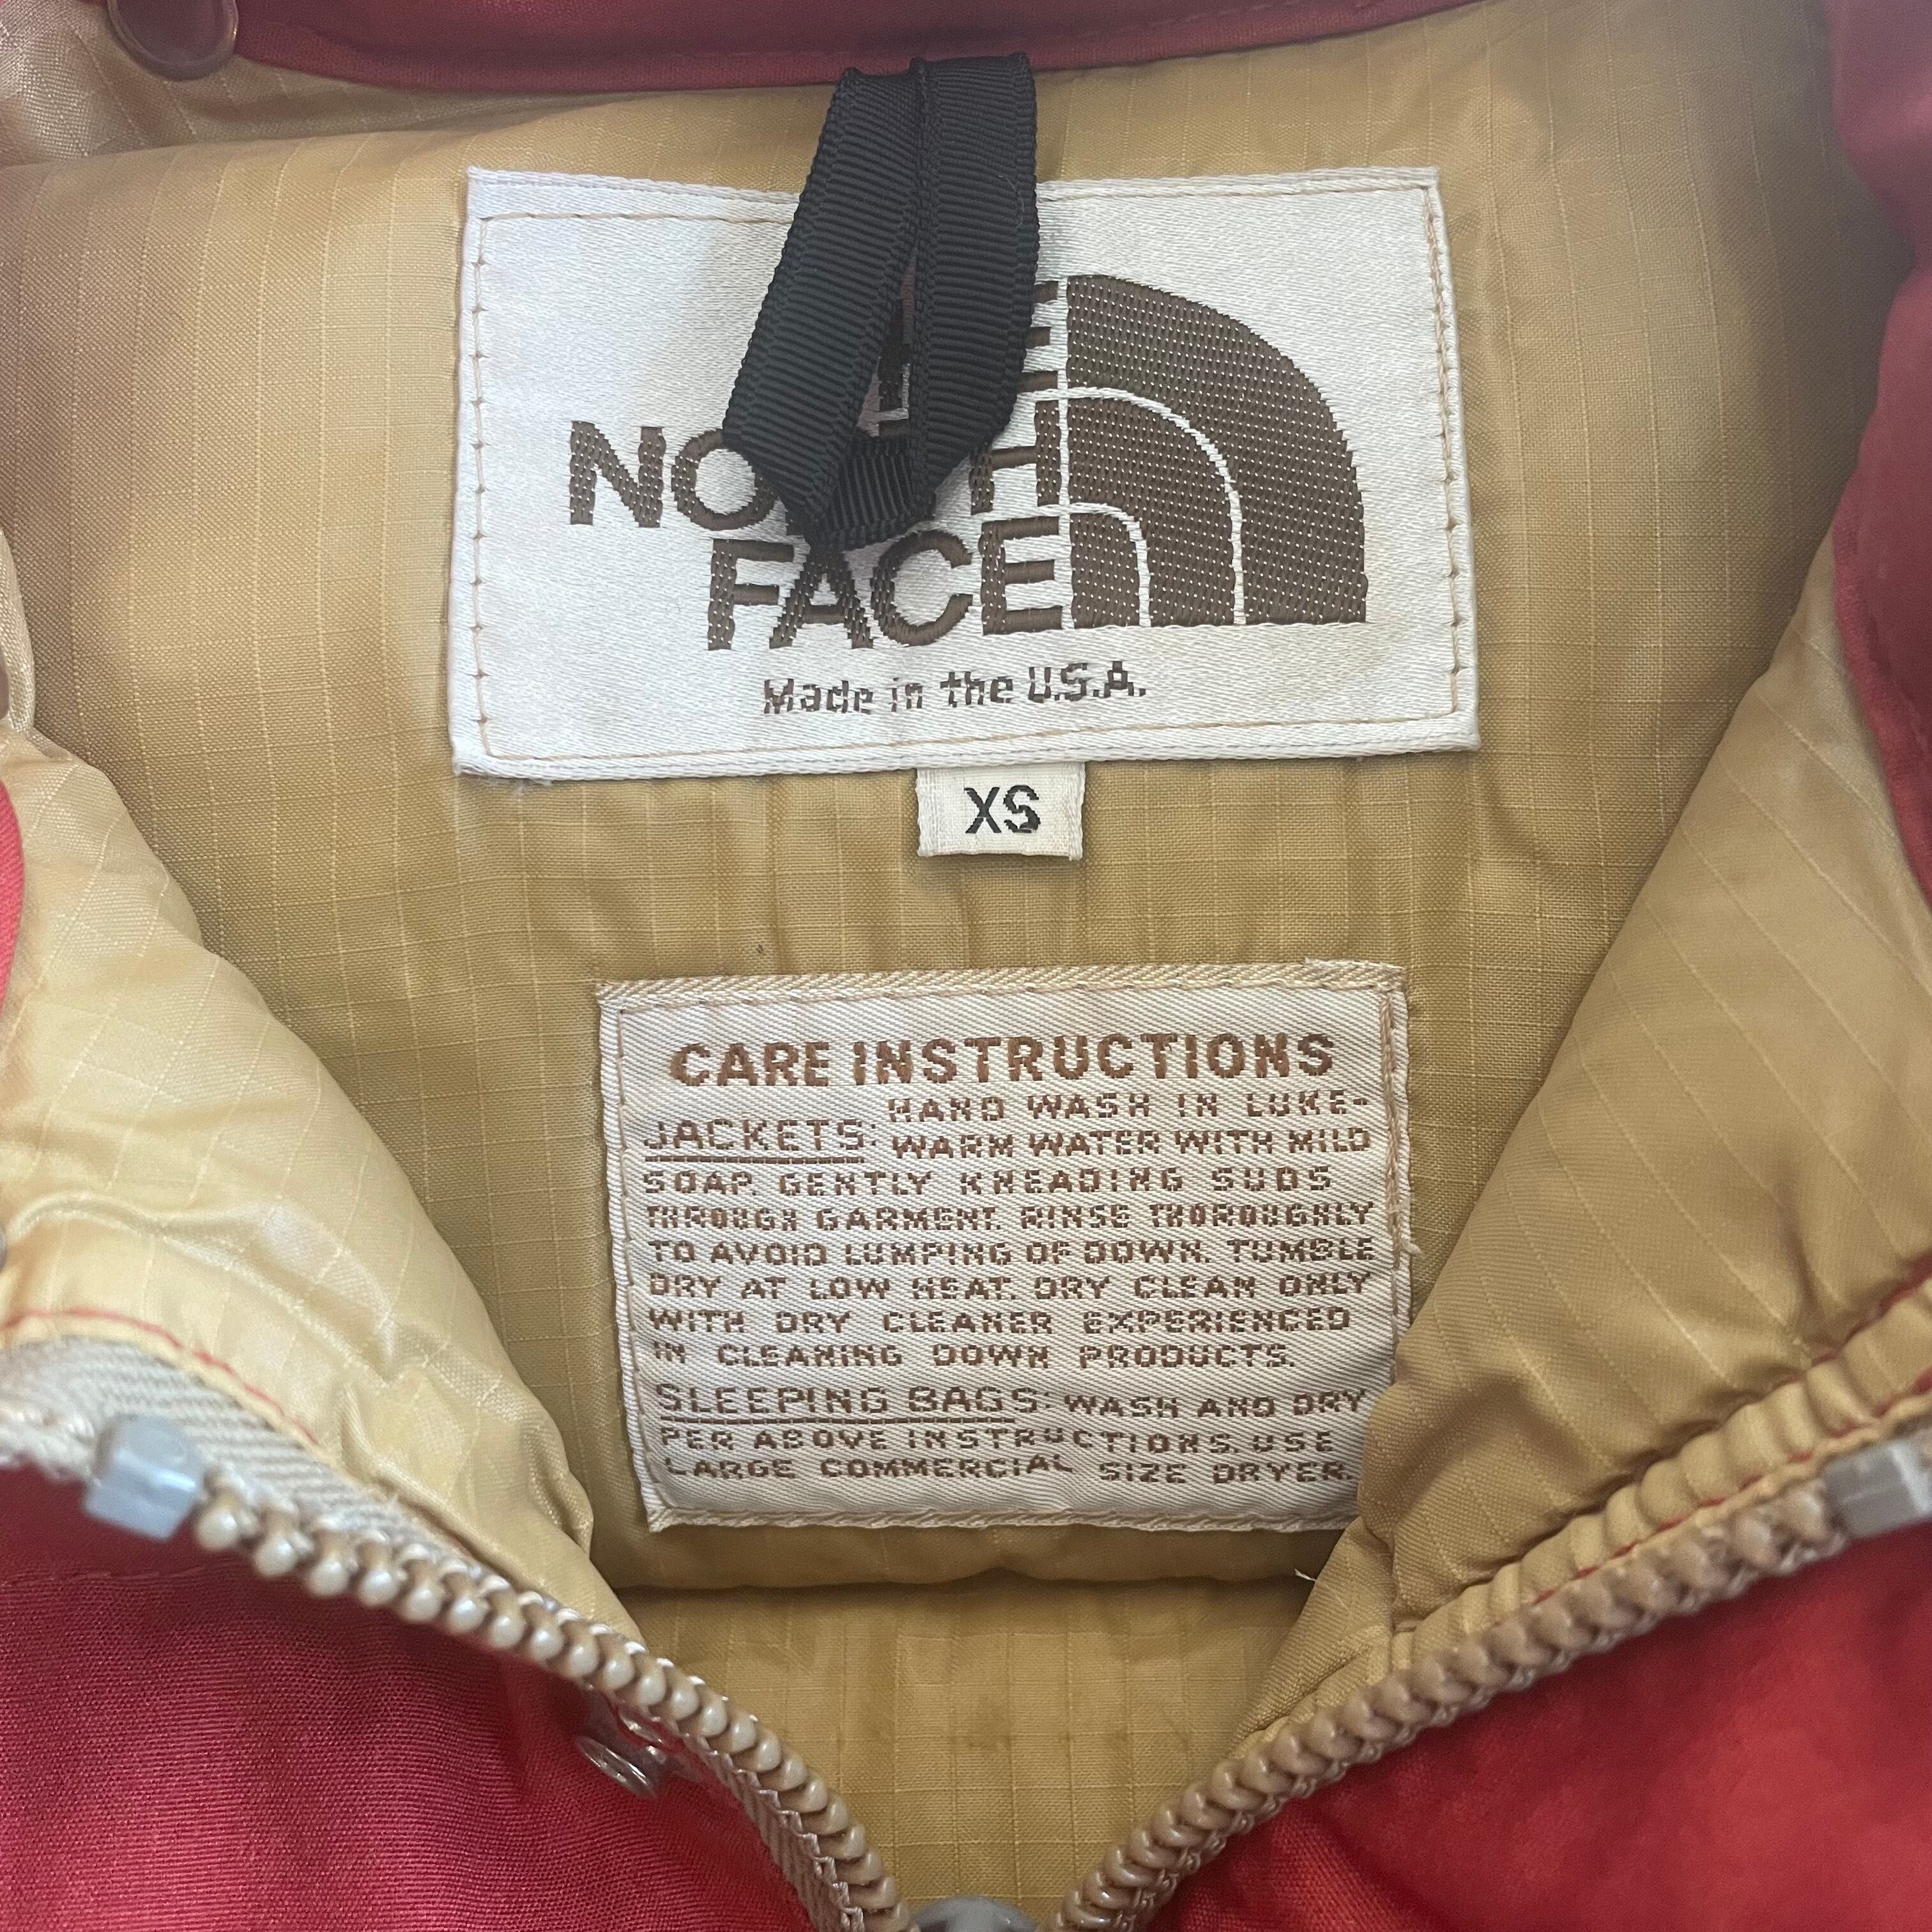 NO H
FACE
Made in the U.S.A.
XS
CARE INSTRUCTIONS
JACKETS: HAND WASH IN LUKE-
WARM WATER WITH MILD
SOAP. GENTLY KNEADING SUDS
THROUGH GARMENT. RINSE THOROUGHLY
TO AVOID LUMPING OF DOWN. TUMBLE
DRY AT LOW HEAT. DRY CLEAN ONLY
WITH DRY CLEANER EXPERIENCED
IN CLEANING DOWN PRODUCTS.
SLEEPING BAGS: WASH AND DRY
PER ABOVE INSTRUCTIONS. USE
LARGE COMMERCIAL SIZE DRYER.